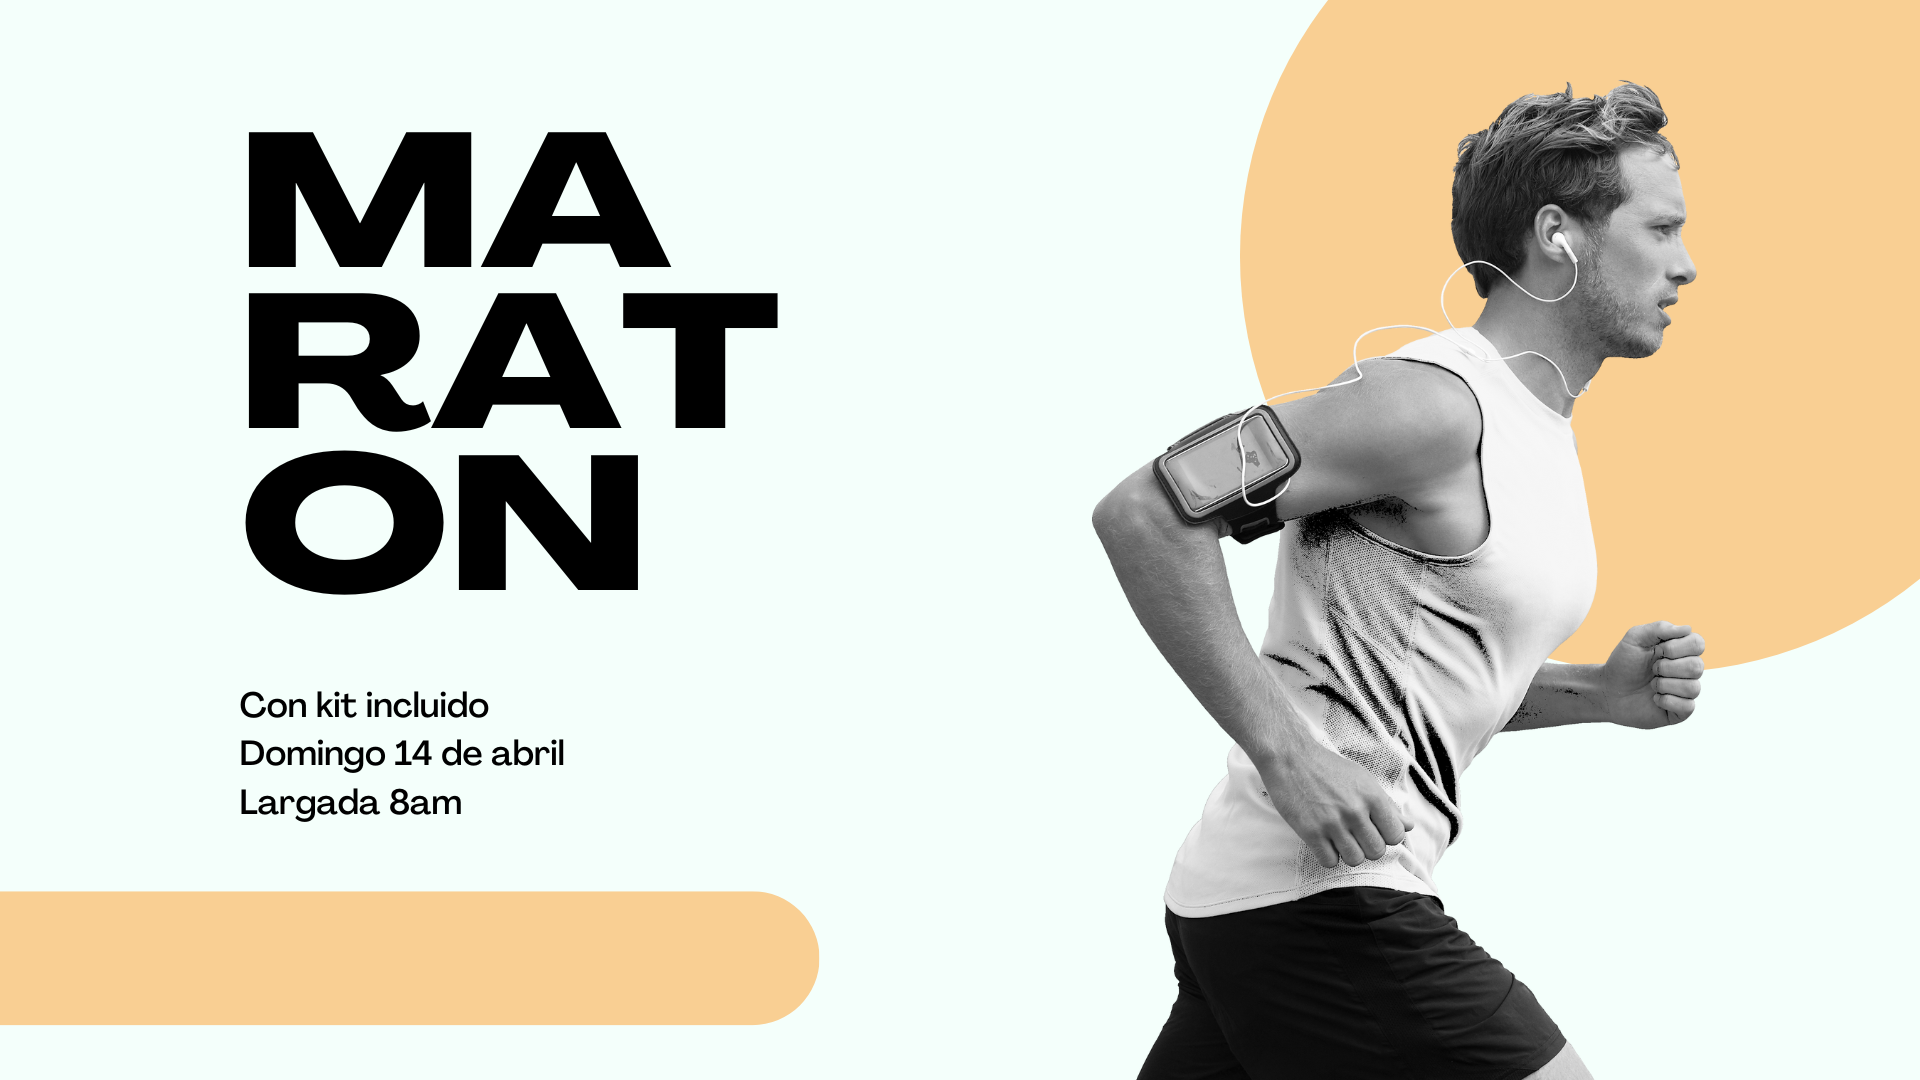 MA
RAT
ON
Con kit incluido
Domingo 14 de abril
Largada 8am